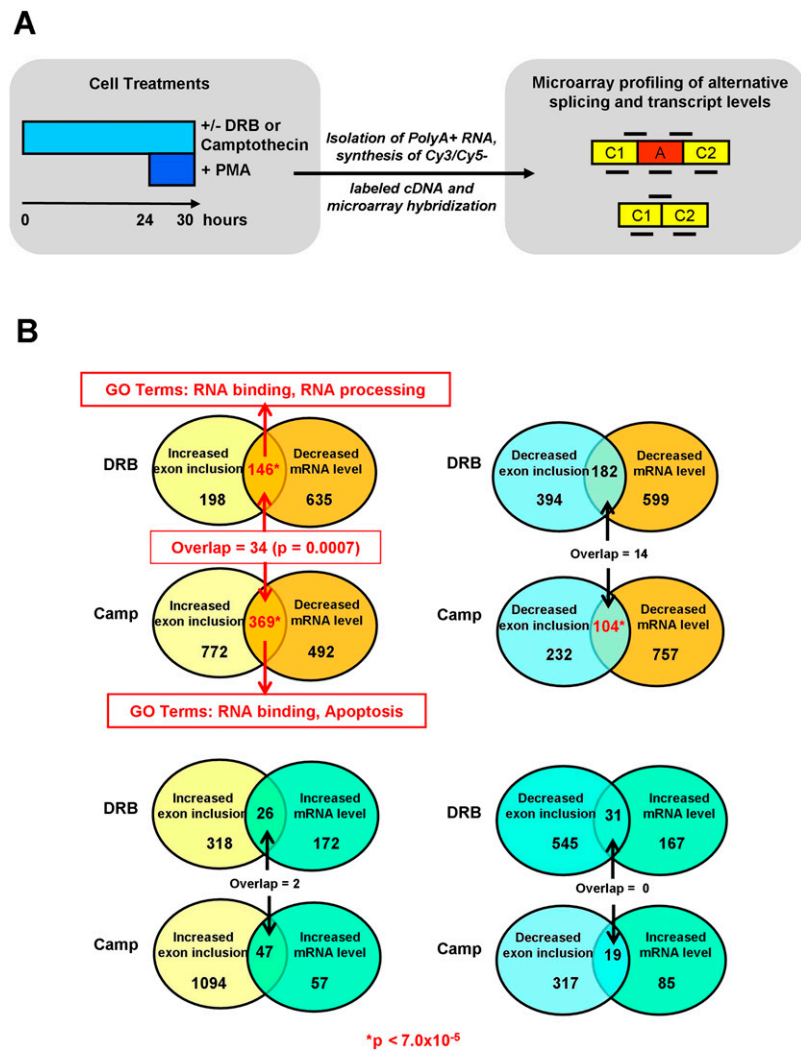 A
Cell Treatments
+/- DRB or
Camptothecin
+ PMA
0 24 30 hours
Isolation of PolyA+ RNA,
synthesis of Cy3/Cy5-
labeled cDNA and
microarray hybridization
Microarray profiling of alternative
splicing and transcript levels
C1 A C2
C1 C2
B
GO Terms: RNA binding, RNA processing
DRB
Increased
exon inclusion
198
146*
Decreased
mRNA level
635
Overlap = 34 (p = 0.0007)
Camp
Increased
exon inclusion
772
369*
Decreased
mRNA level
492
GO Terms: RNA binding, Apoptosis
DRB
Decreased
exon inclusion
394
182
Decreased
mRNA level
599
Overlap = 14
Camp
Decreased
exon inclusion
232
104*
Decreased
mRNA level
757
DRB
Increased
exon inclusion
318
26
Increased
mRNA level
172
Overlap = 2
Camp
Increased
exon inclusion
1094
47
Increased
mRNA level
57
DRB
Decreased
exon inclusion
545
31
Increased
mRNA level
167
Overlap = 0
Camp
Decreased
exon inclusion
317
19
Increased
mRNA level
85
*p < 7.0x10⁻⁵